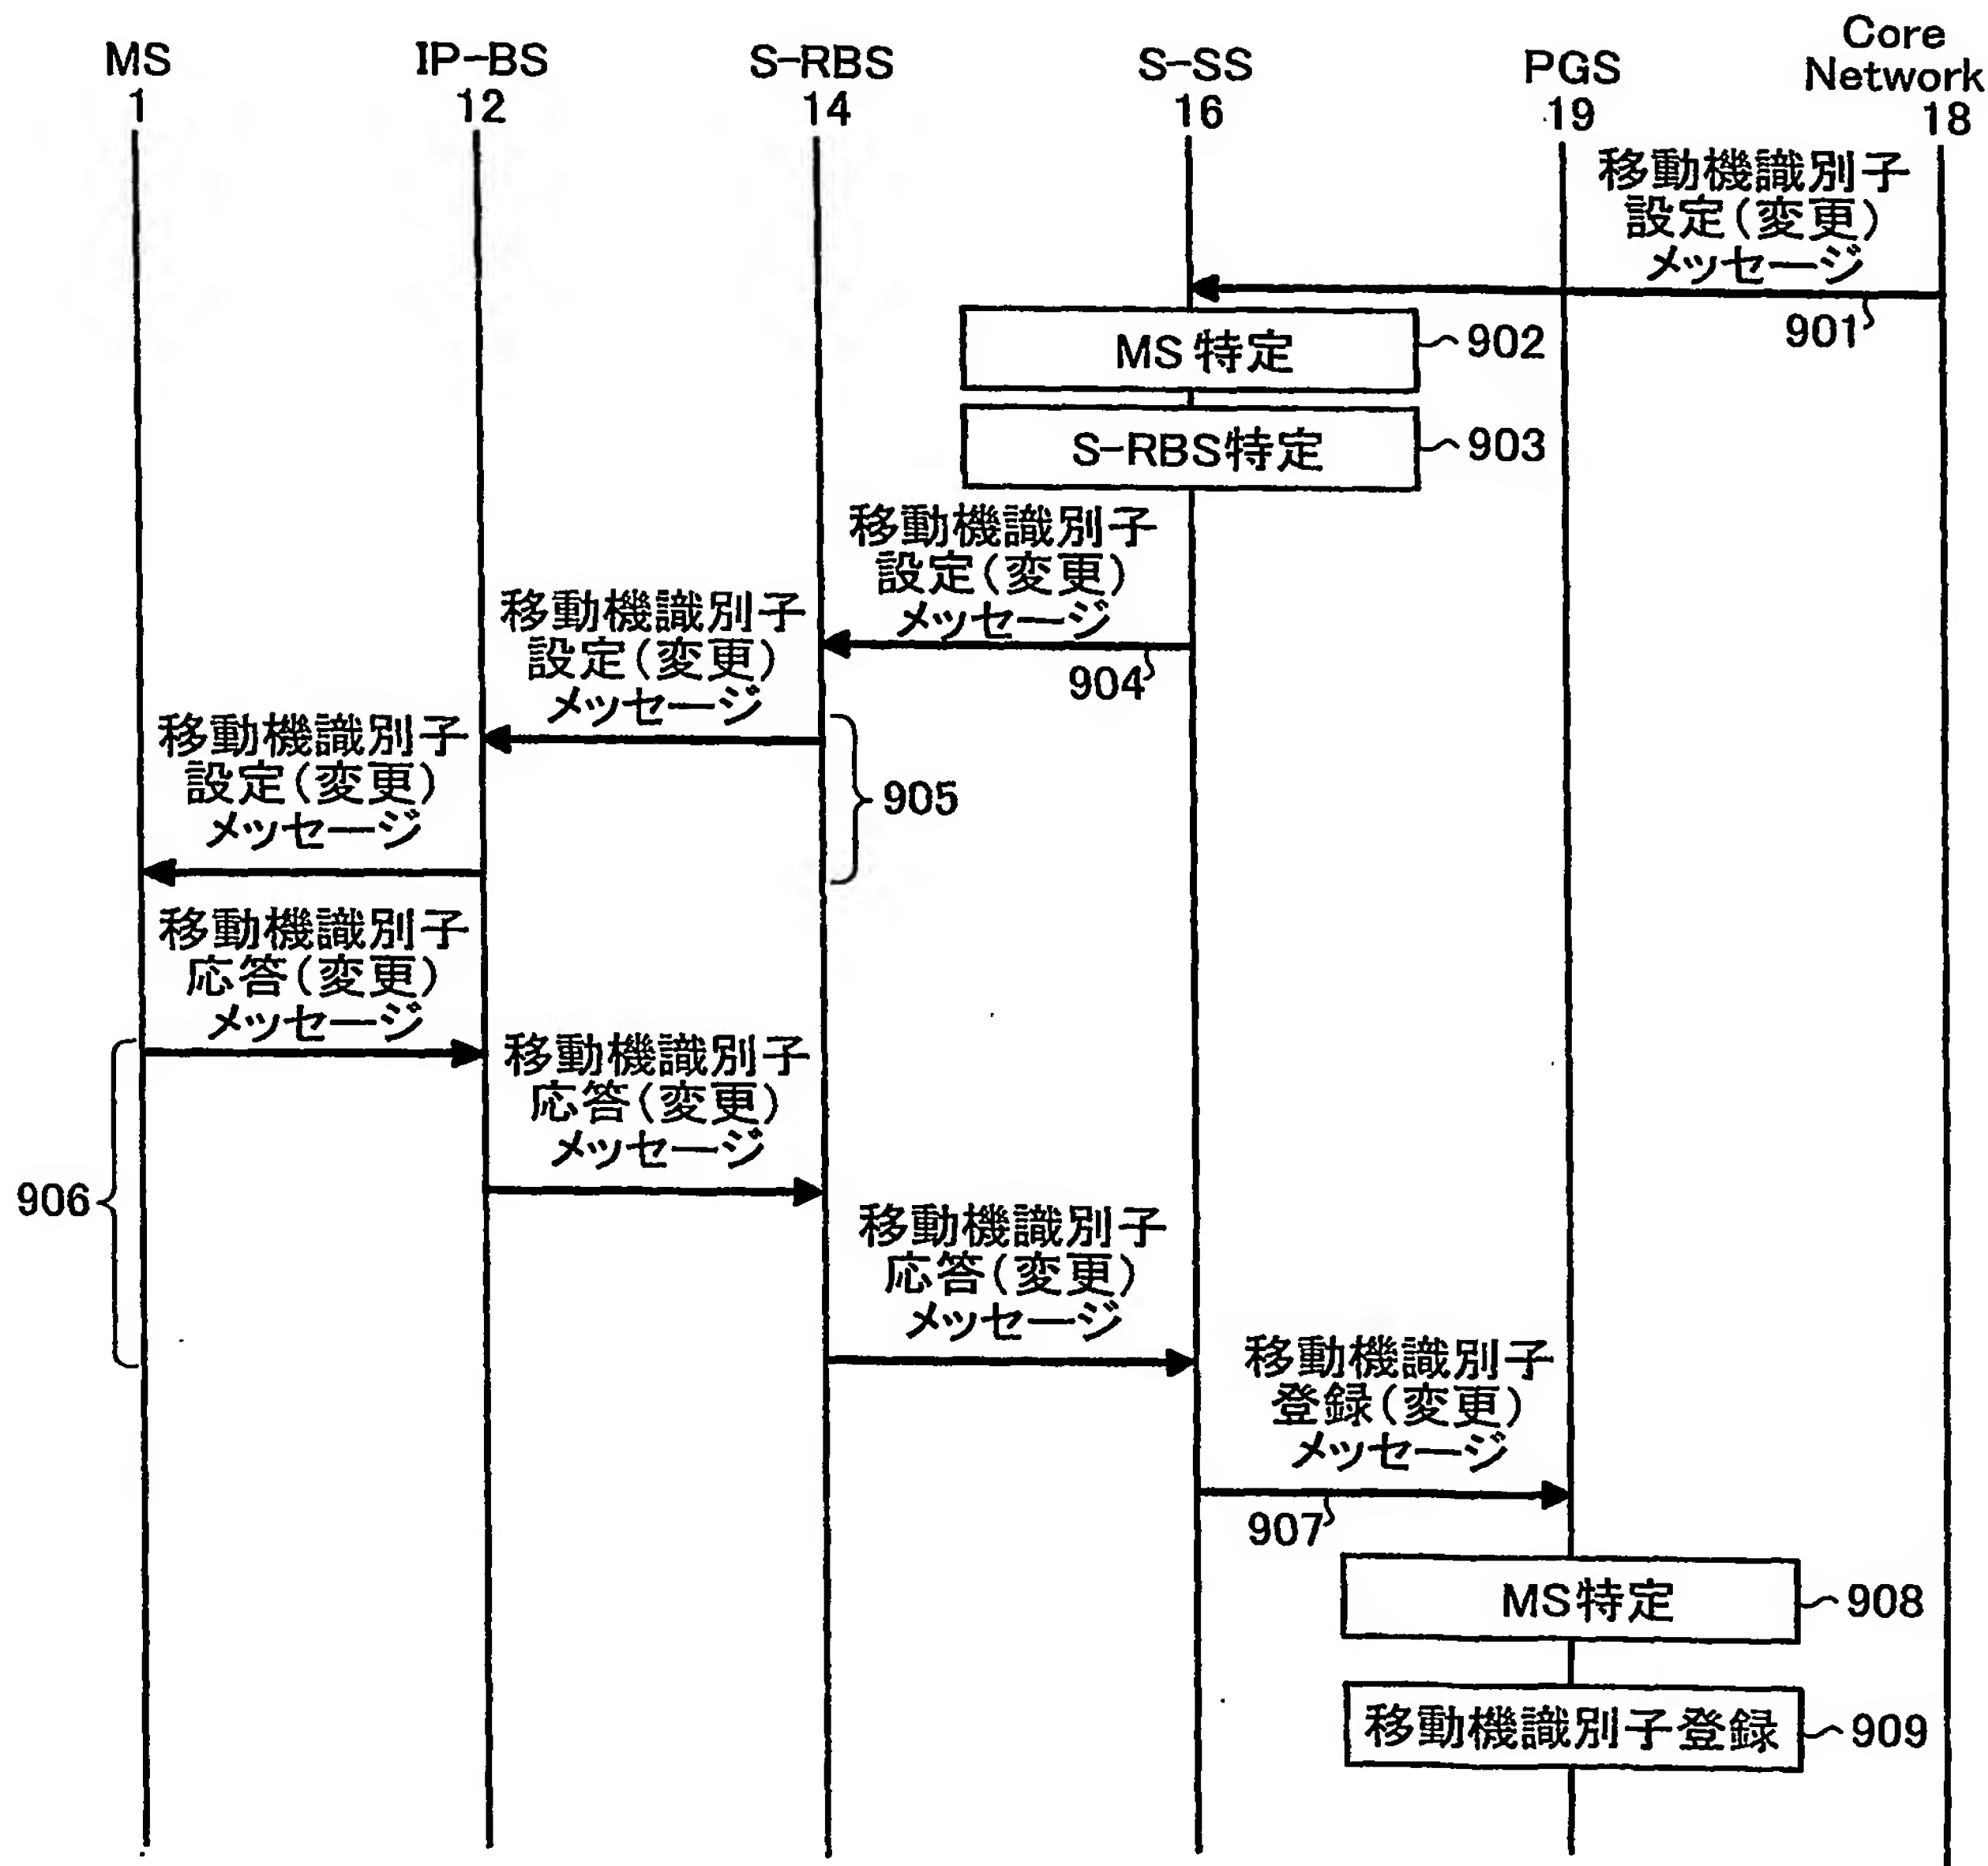 MS
1
IP-BS
12
S-RBS
14
S-SS
16
PGS
19
Core
Network
18
移動機識別子
設定(変更)
メッセージ
901
MS 特定
902
S-RBS特定
903
移動機識別子
設定(変更)
メッセージ
904
移動機識別子
設定(変更)
メッセージ
905
移動機識別子
設定(変更)
メッセージ
移動機識別子
応答(変更)
メッセージ
906
移動機識別子
応答(変更)
メッセージ
移動機識別子
応答(変更)
メッセージ
移動機識別子
登録(変更)
メッセージ
907
MS特定
908
移動機識別子登録
909